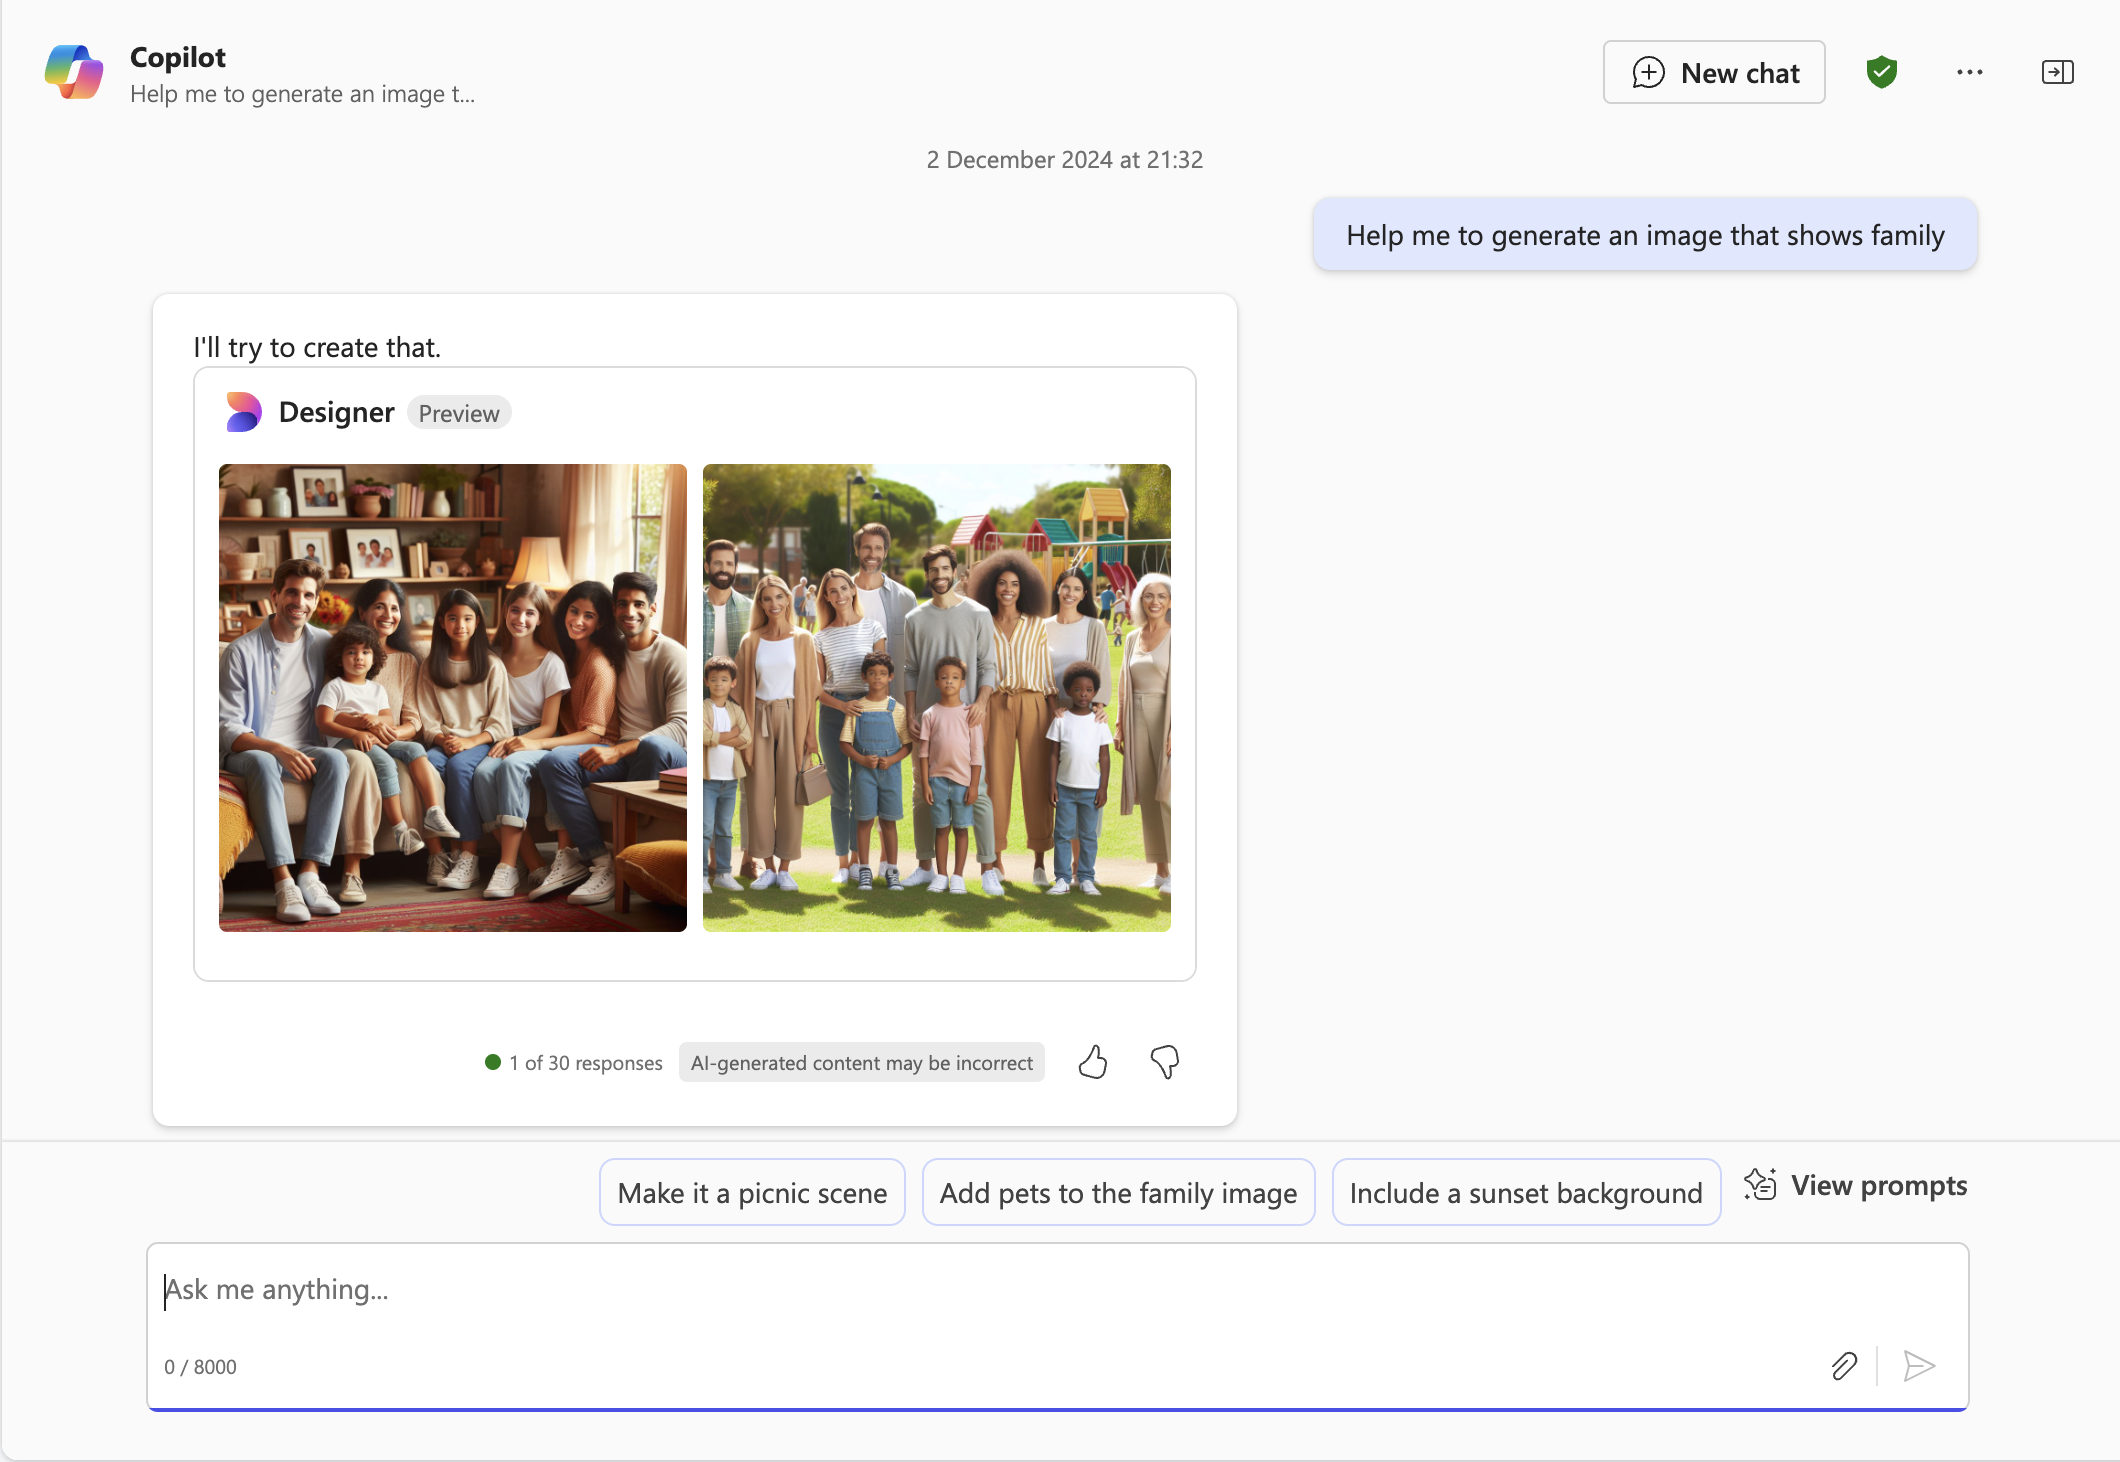 Copilot
Help me to generate an image t...
New chat
2 December 2024 at 21:32
Help me to generate an image that shows family
I'll try to create that.
Designer Preview
1 of 30 responses AI-generated content may be incorrect
Make it a picnic scene Add pets to the family image Include a sunset background View prompts
Ask me anything...
0 / 8000